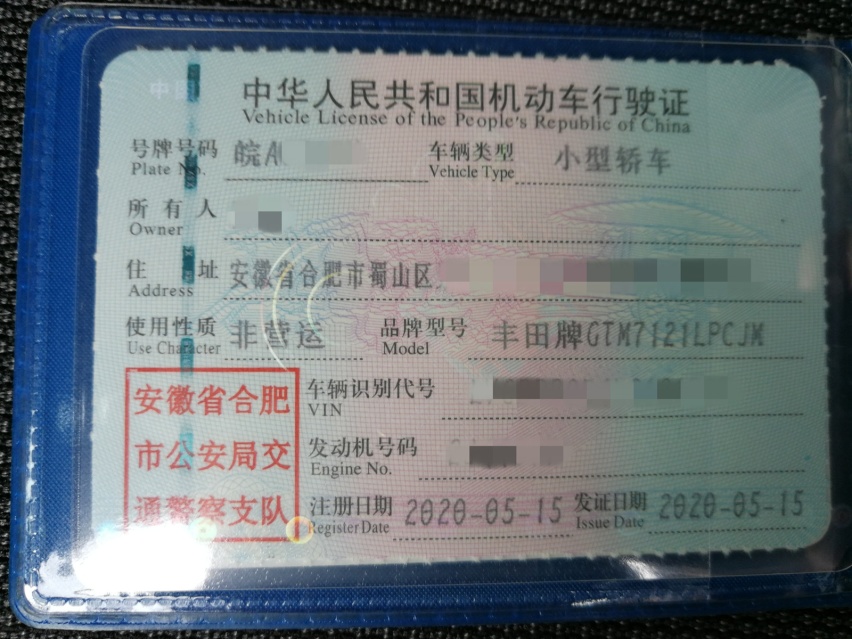 中华人民共和国机动车行驶证
Vehicle License of the People's Republic of China
号牌号码 皖A 车辆类型 小型轿车
Plate No. Vehicle Type
所有人
Owner
住址 安徽省合肥市蜀山区
Address
使用性质 非营运 品牌型号 丰田牌GTM7121LPCJM
Use Character Model
安徽省合肥
市公安局交
通警察支队
车辆识别代号
VIN
发动机号码
Engine No.
注册日期 2020-05-15 发证日期 2020-05-15
Register Date Issue Date